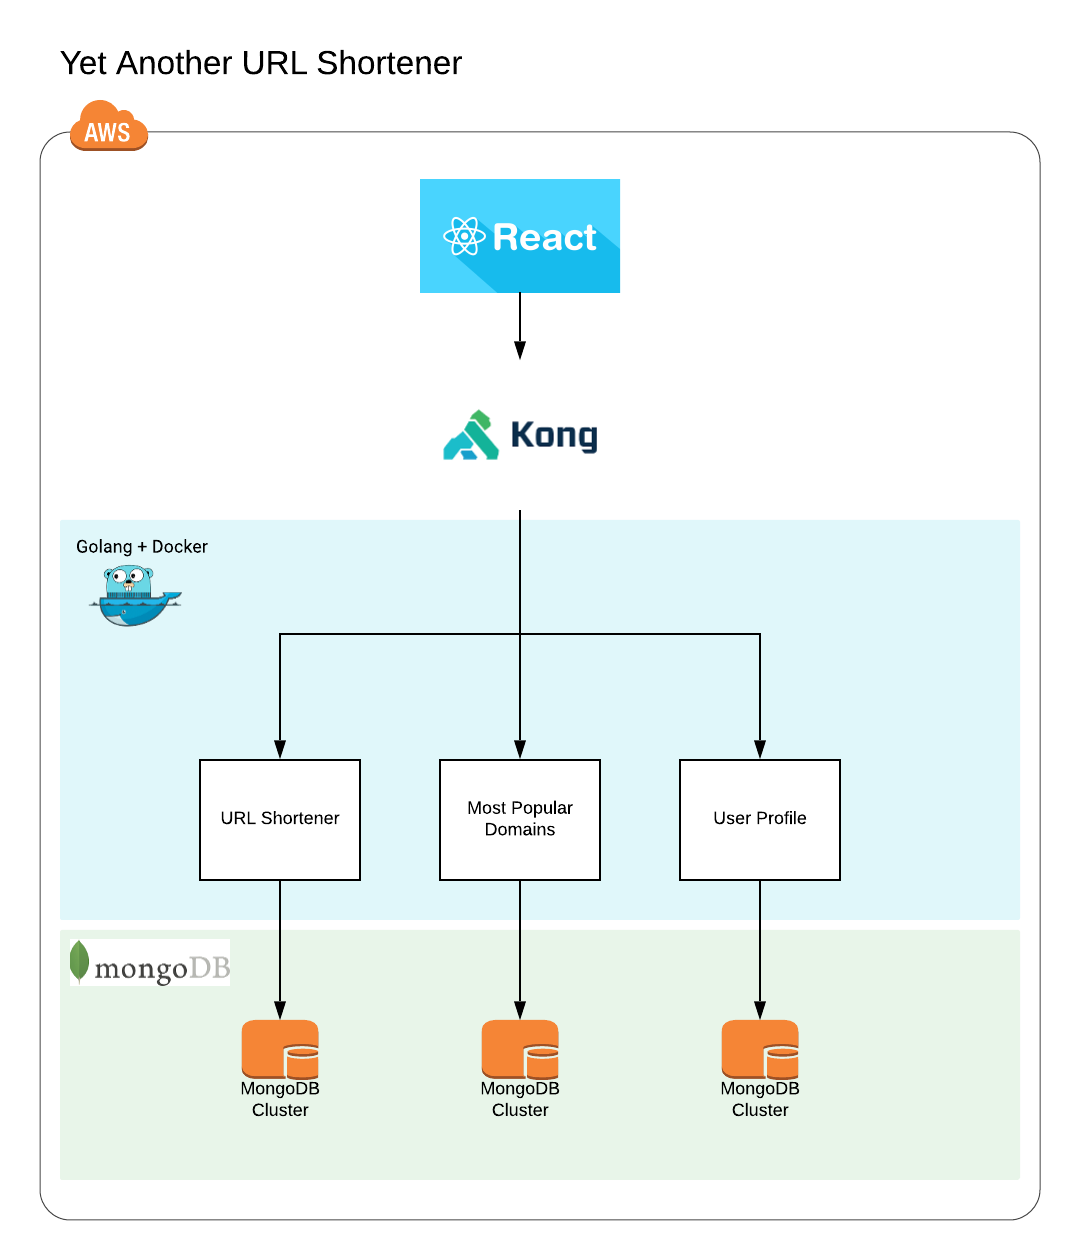 Yet Another URL Shortener
AWS
React
Kong
Golang + Docker
URL Shortener
Most Popular
Domains
User Profile
mongoDB
MongoDB
Cluster
MongoDB
Cluster
MongoDB
Cluster